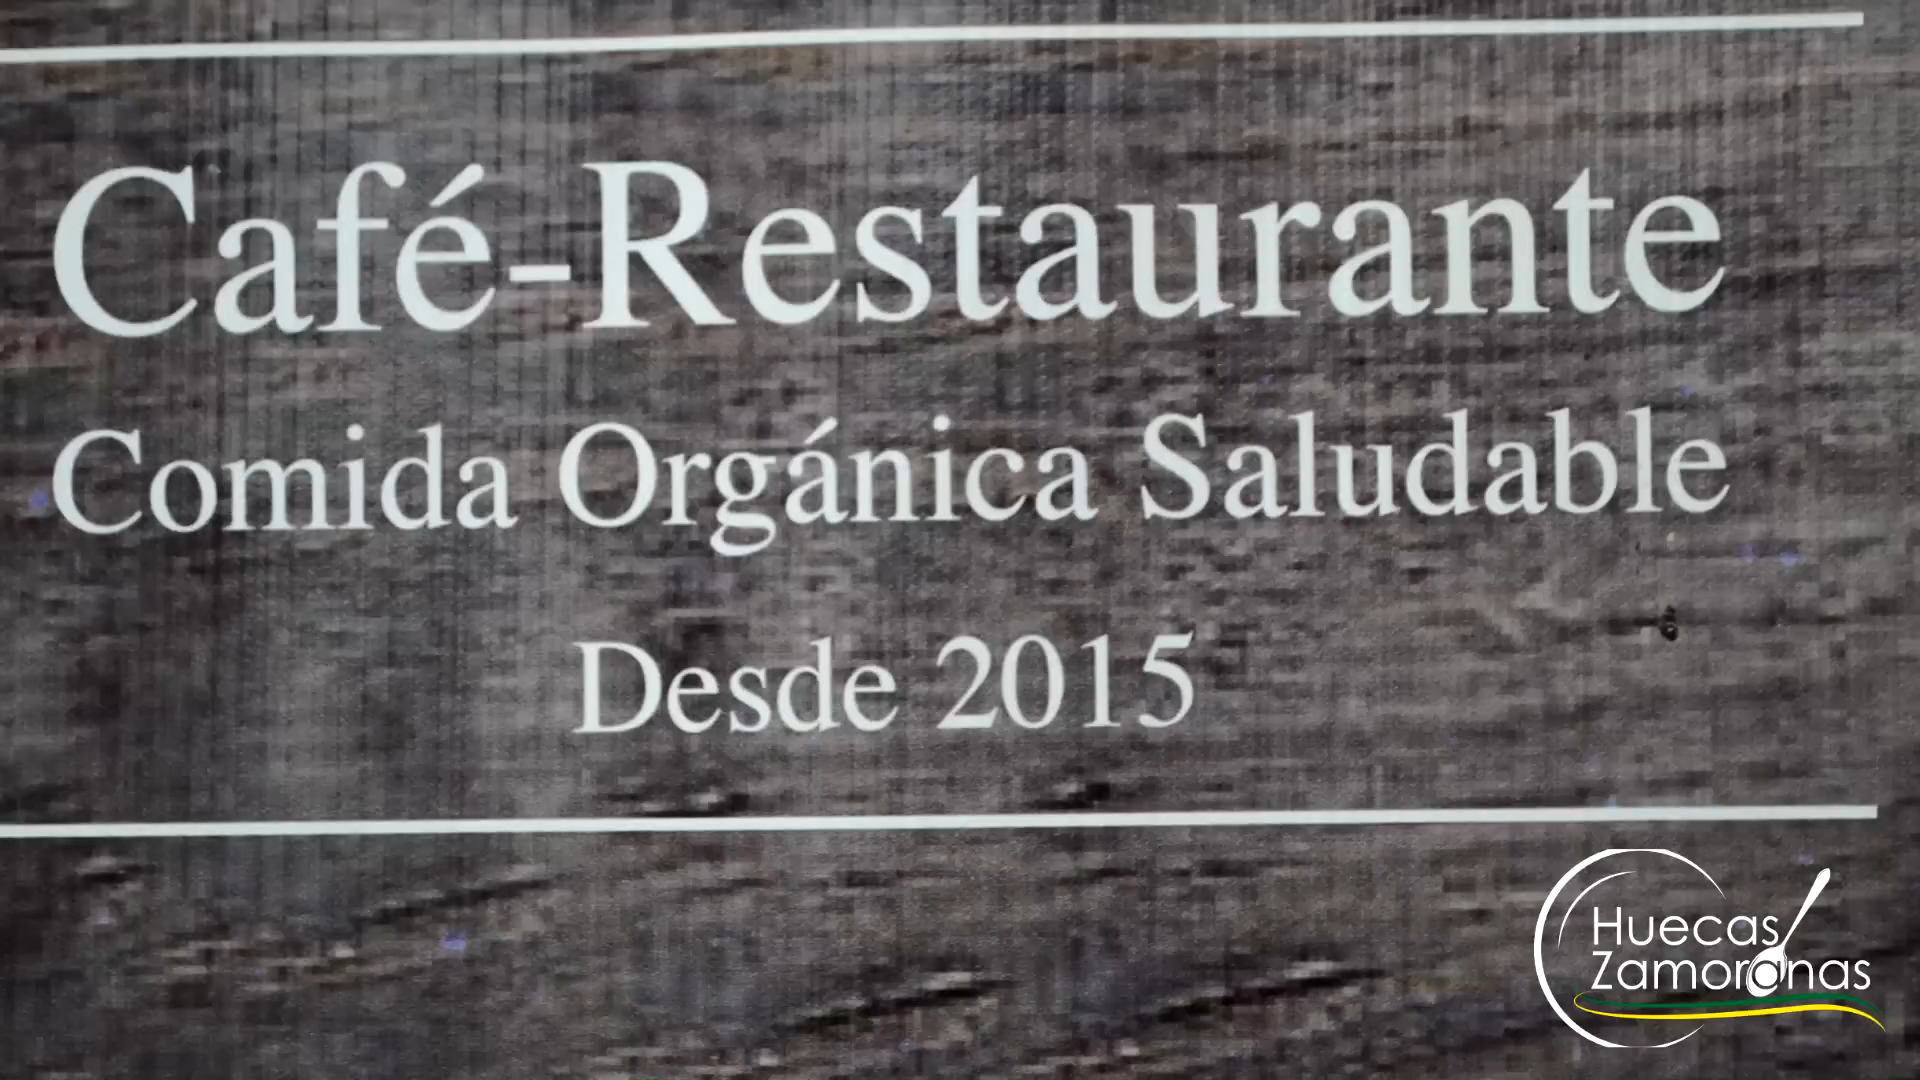 Café-Restaurante
Comida Orgánica Saludable
Desde 2015
Huecas
Zamoranas